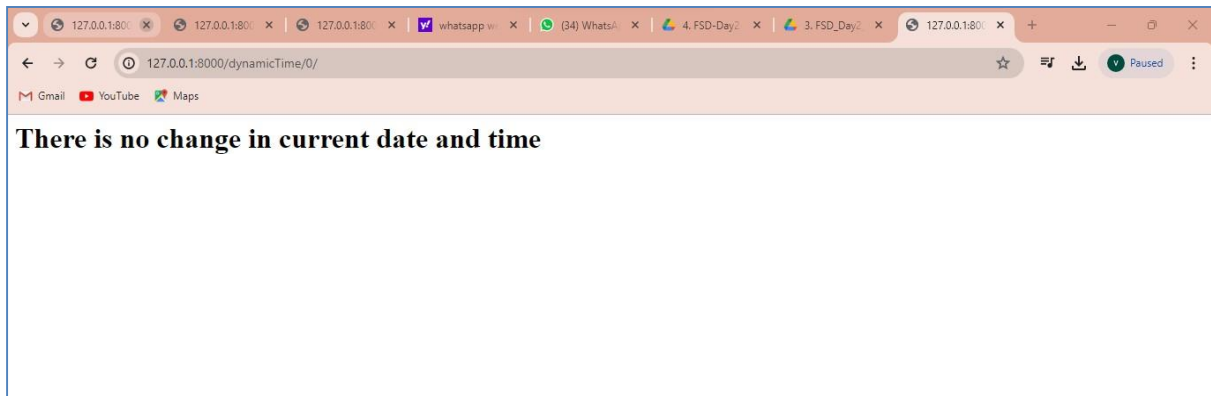 127.0.0.1:800
127.0.0.1:800
127.0.0.1:800
whatsapp we
(34) WhatsA
4. FSD-Day2
3. FSD_Day2
127.0.0.1:800
127.0.0.1:8000/dynamicTime/0/
V
Paused
Gmail
YouTube
Maps
There is no change in current date and time